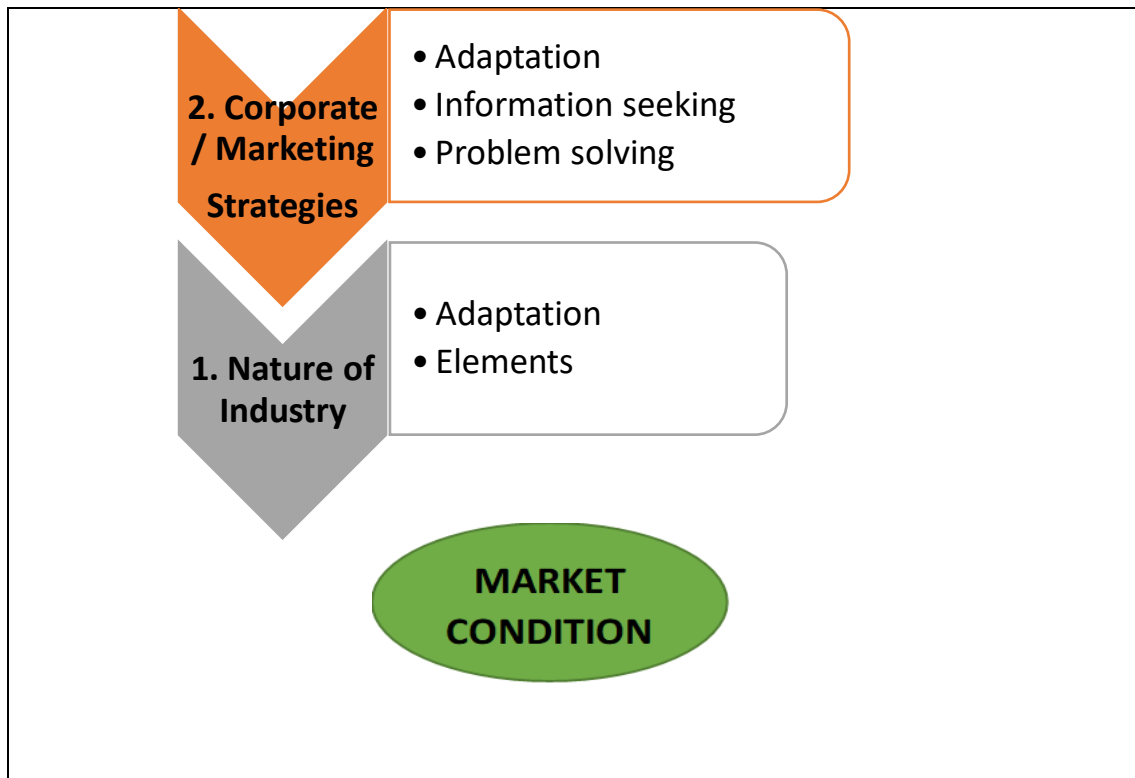 2. Corporate
/ Marketing
Strategies
• Adaptation
• Information seeking
• Problem solving
1. Nature of
Industry
• Adaptation
• Elements
MARKET
CONDITION